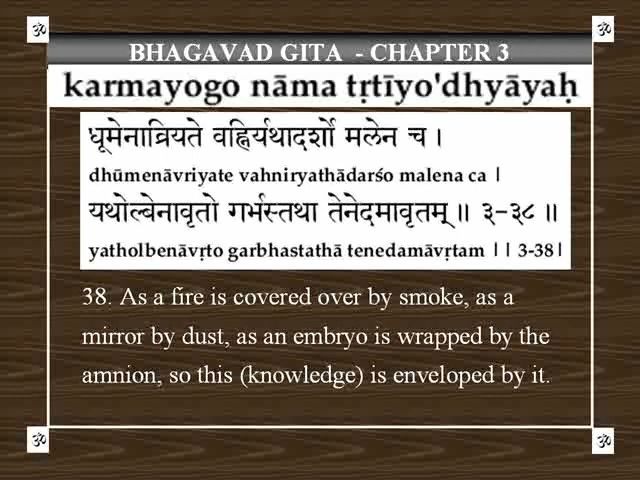 ॐ ॐ
BHAGAVAD GITA - CHAPTER 3
karmayogo nāma tṛtīyo'dhyāyaḥ
धूमेनाव्रियते वह्निर्यथादर्शो मलेन च ।
dhūmenāvriyate vahniryathādarśo malena ca |
यथोल्बेनावृतो गर्भस्तथा तेनेदमावृतम् ॥ ३-३८ ॥
yatholbenāvṛto garbhastathā tenedamāvṛtam || 3-38|
38. As a fire is covered over by smoke, as a
mirror by dust, as an embryo is wrapped by the
amnion, so this (knowledge) is enveloped by it.
ॐ ॐ